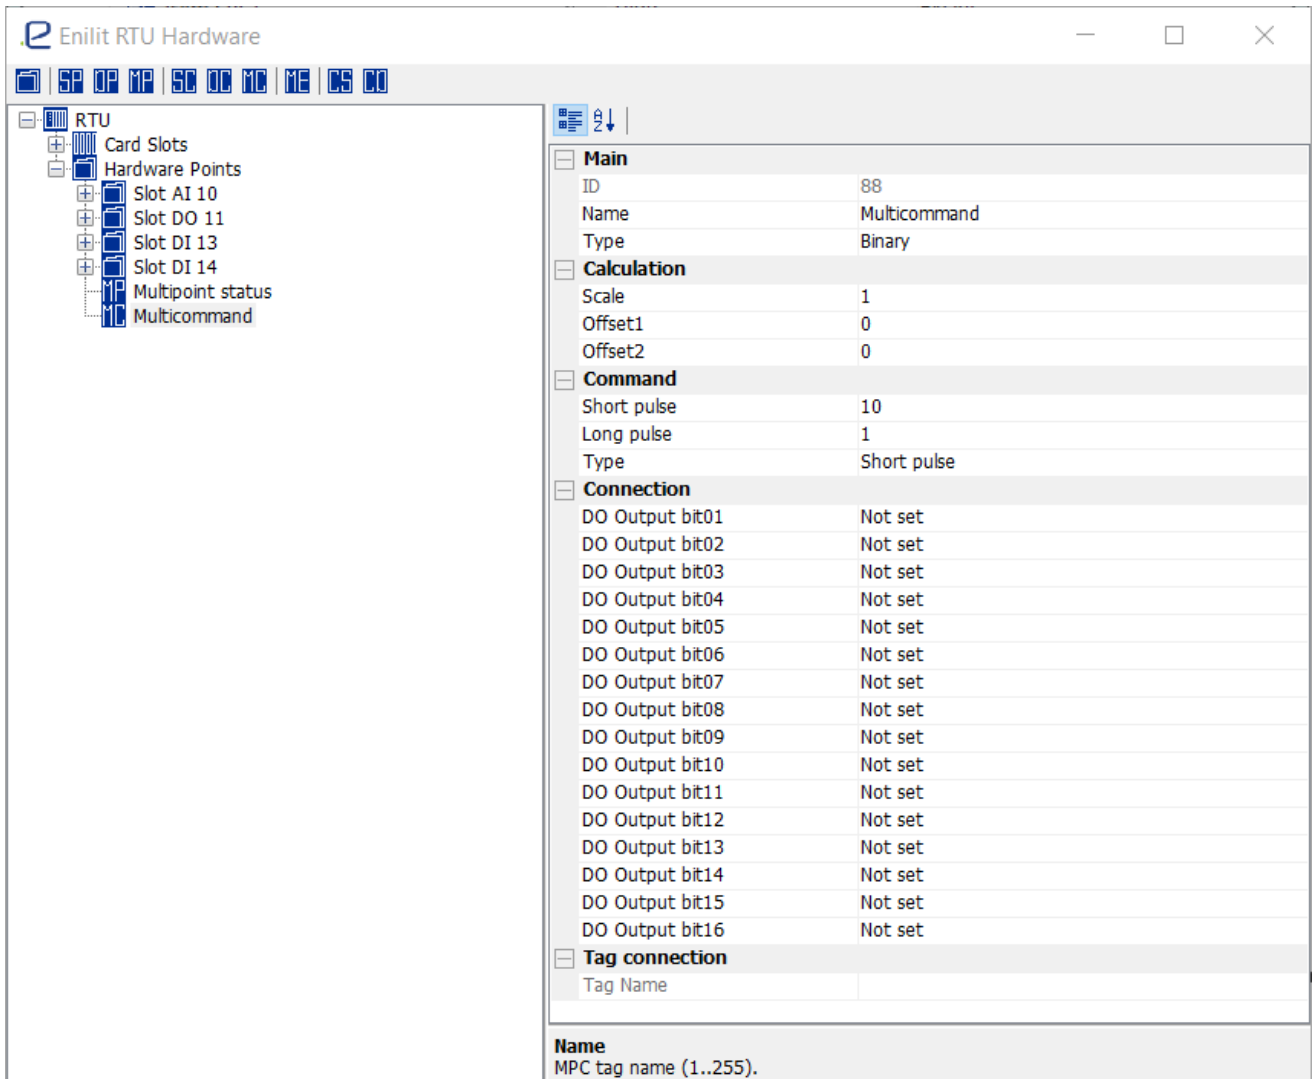 Enilit RTU Hardware
SP DP MP SC DC MC ME CS CD
RTU
Card Slots
Hardware Points
Slot AI 10
Slot DO 11
Slot DI 13
Slot DI 14
MP Multipoint status
MC Multicommand
Main
ID 88
Name Multicommand
Type Binary
Calculation
Scale 1
Offset1 0
Offset2 0
Command
Short pulse 10
Long pulse 1
Type Short pulse
Connection
DO Output bit01 Not set
DO Output bit02 Not set
DO Output bit03 Not set
DO Output bit04 Not set
DO Output bit05 Not set
DO Output bit06 Not set
DO Output bit07 Not set
DO Output bit08 Not set
DO Output bit09 Not set
DO Output bit10 Not set
DO Output bit11 Not set
DO Output bit12 Not set
DO Output bit13 Not set
DO Output bit14 Not set
DO Output bit15 Not set
DO Output bit16 Not set
Tag connection
Tag Name
Name
MPC tag name (1..255).